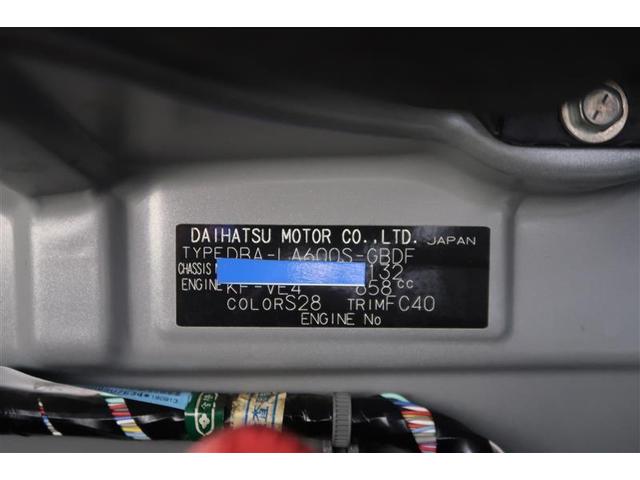 DAIHATSU MOTOR CO.,LTD. JAPAN
TYPE DBA-LA600S-GBDF
CHASSIS 132
ENGINE KF-VE4 658cc
COLOR S28 TRIM FC40
ENGINE No